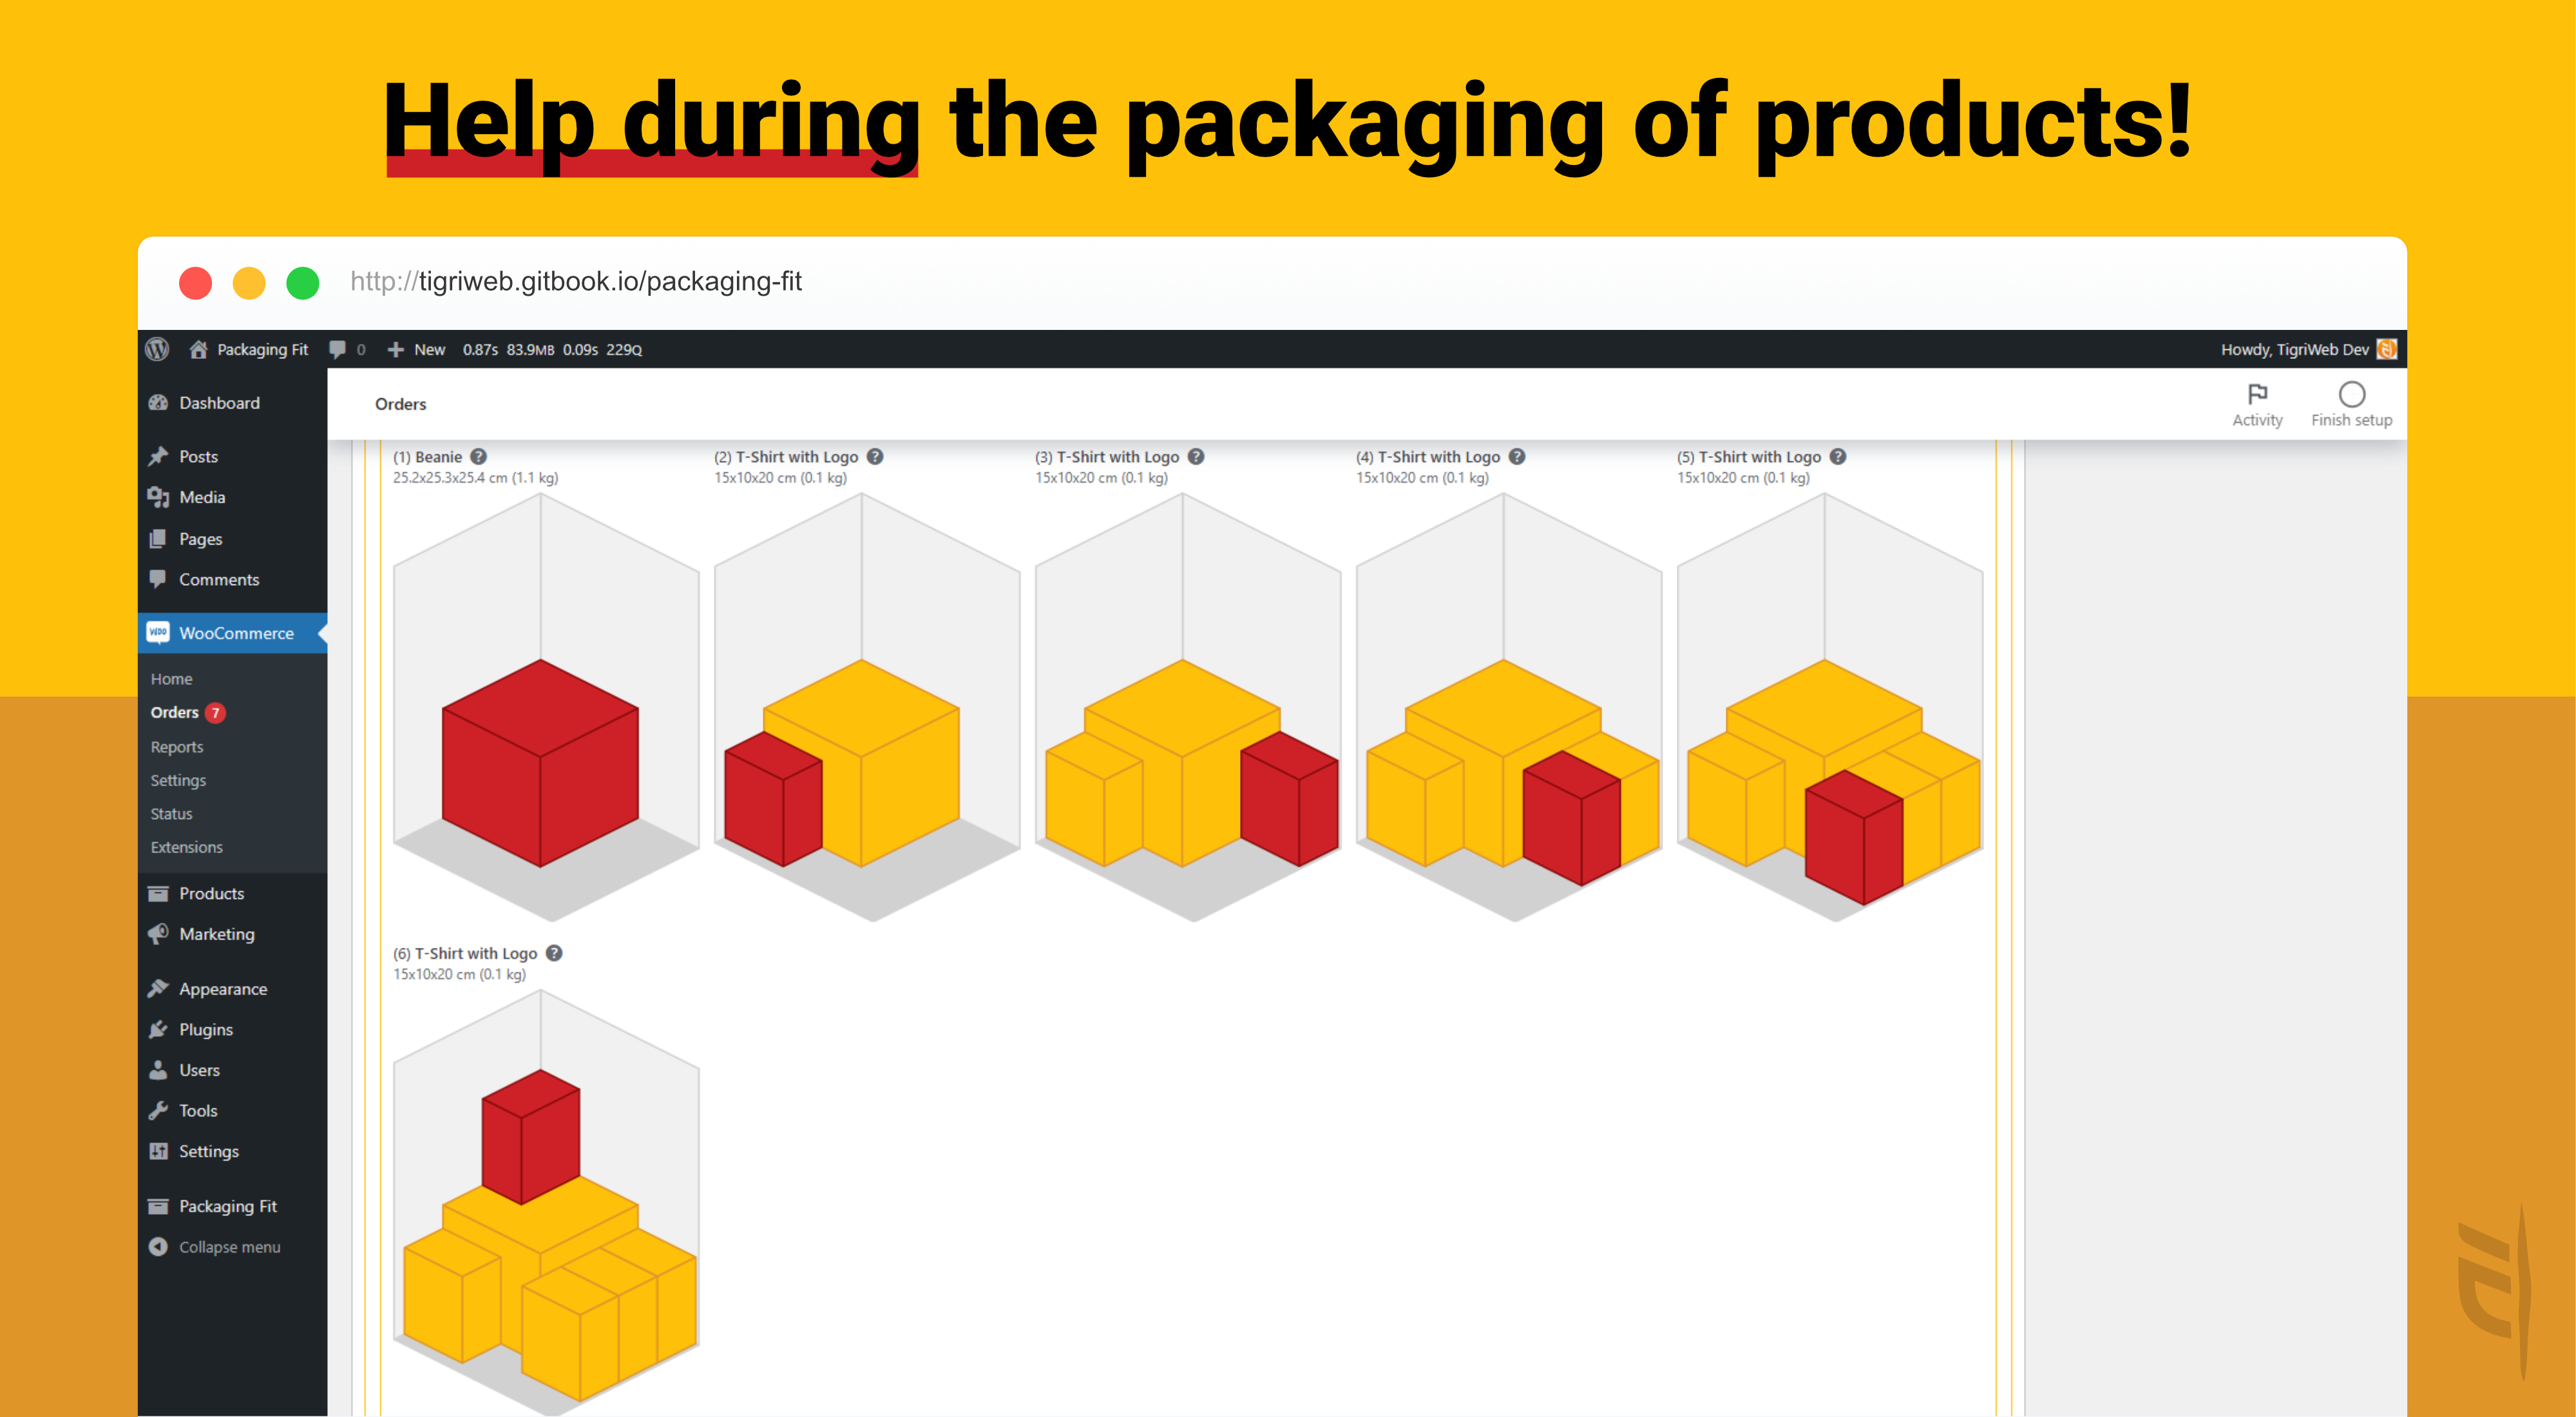 Help during the packaging of products!
http://tigriweb.gitbook.io/packaging-fit
Packaging Fit 0 New 0.87s 83.9MB 0.09s 229Q Howdy, TigriWeb Dev
Dashboard
Posts
Media
Pages
Comments
WOO WooCommerce
Home
Orders 7
Reports
Settings
Status
Extensions
Products
Marketing
Appearance
Plugins
Users
Tools
Settings
Packaging Fit
Collapse menu
Orders
Activity
Finish setup
(1) Beanie ?
25.2x25.3x25.4 cm (1.1 kg)
(2) T-Shirt with Logo ?
15x10x20 cm (0.1 kg)
(3) T-Shirt with Logo ?
15x10x20 cm (0.1 kg)
(4) T-Shirt with Logo ?
15x10x20 cm (0.1 kg)
(5) T-Shirt with Logo ?
15x10x20 cm (0.1 kg)
(6) T-Shirt with Logo ?
15x10x20 cm (0.1 kg)